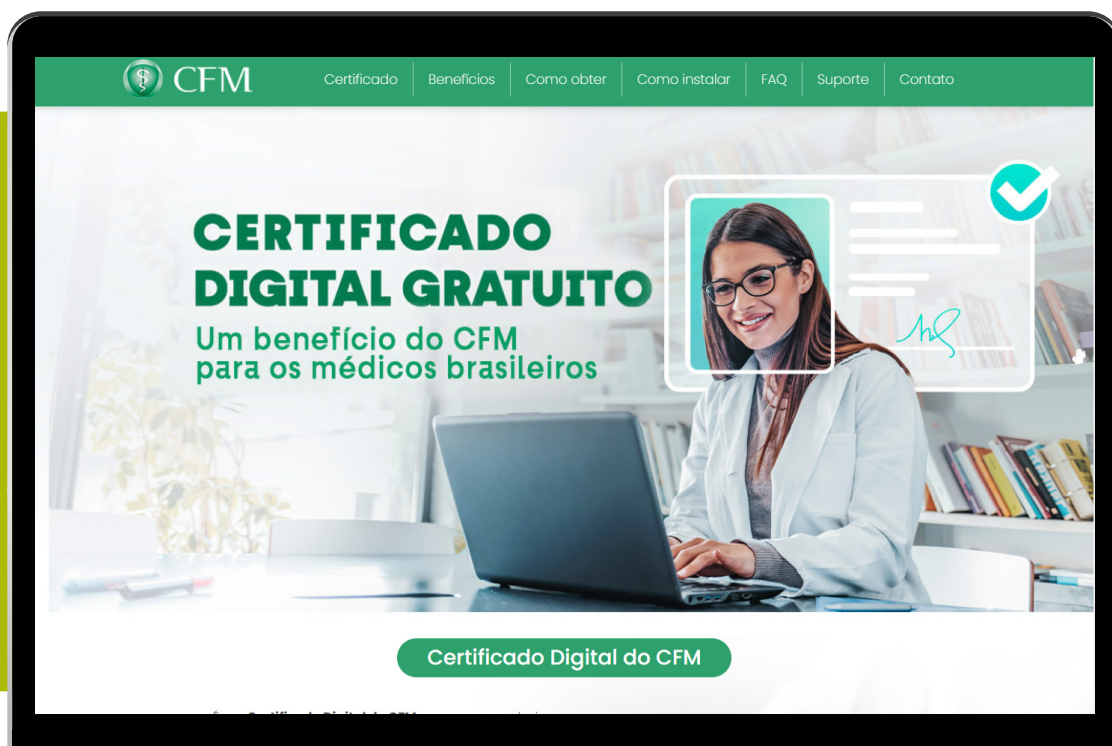 CFM
Certificado
Benefícios
Como obter
Como instalar
FAQ
Suporte
Contato
CERTIFICADO
DIGITAL GRATUITO
Um benefício do CFM
para os médicos brasileiros
Certificado Digital do CFM